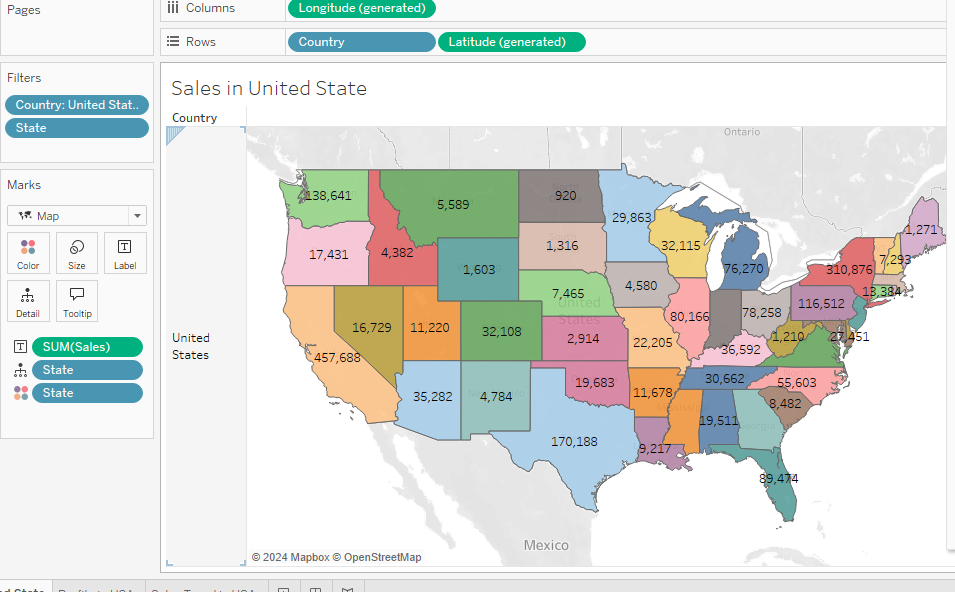 Pages
Columns
Longitude (generated)
Rows
Country
Latitude (generated)
Filters
Country: United Stat..
State
Marks
Map
Color
Size
Label
Detail
Tooltip
SUM(Sales)
State
State
Sales in United State
Country
United
States
Ontario
138,641
5,589
920
29,863
1,271
17,431
4,382
1,316
32,115
7,293
1,603
76,270
310,876
4,580
7,465
13,384
United
States
116,512
16,729
11,220
32,108
80,166
78,258
457,688
2,914
22,205
1,210
27,451
36,592
35,282
4,784
19,683
11,678
30,662
55,603
8,482
19,511
Georgia
170,188
9,217
89,474
Mexico
© 2024 Mapbox © OpenStreetMap